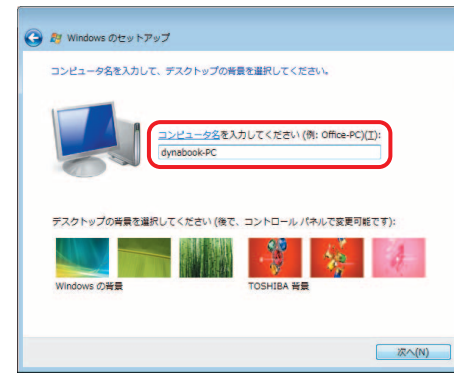 Windows のセットアップ
コンピュータ名を入力して、デスクトップの背景を選択してください。
コンピュータ名を入力してください (例: Office-PC)(T):
dynabook-PC
デスクトップの背景を選択してください (後で、コントロール パネルで変更可能です):
Windows の背景
TOSHIBA 背景
次へ(N)